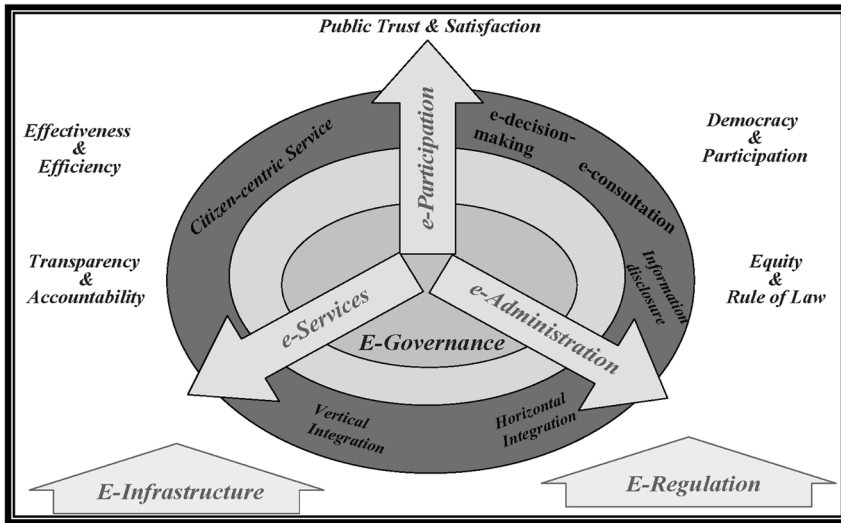 Public Trust & Satisfaction
Effectiveness
&
Efficiency
Democracy
&
Participation
e-Participation
Citizen-centric Service
e-decision-
making
e-consultation
Transparency
&
Accountability
Information
disclosure
Equity
&
Rule of Law
e-Services
e-Administration
E-Governance
Vertical
Integration
Horizontal
Integration
E-Infrastructure
E-Regulation